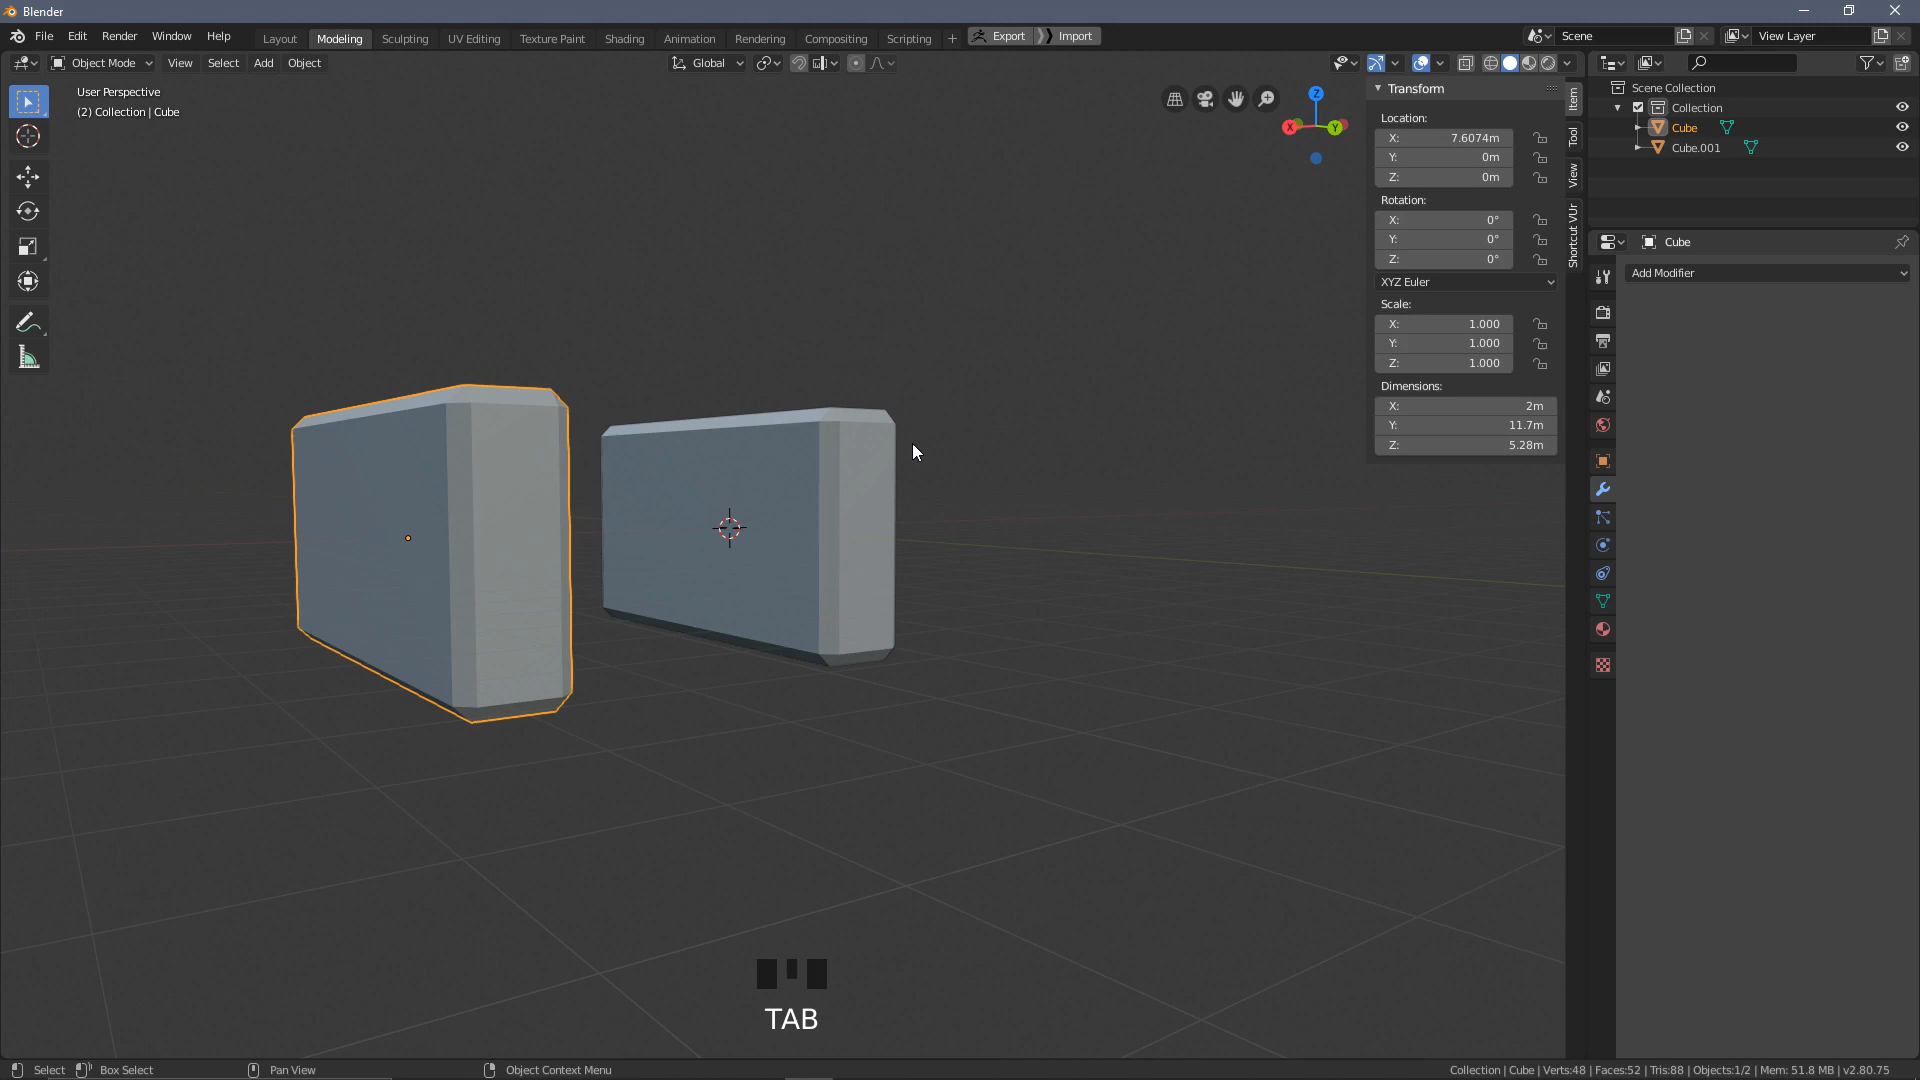 Blender
File Edit Render Window Help Layout Modeling Sculpting UV Editing Texture Paint Shading Animation Rendering Compositing Scripting + Export Import Scene View Layer
Object Mode View Select Add Object Global
User Perspective
(2) Collection | Cube
Transform
Location:
X: 7.6074m
Y: 0m
Z: 0m
Rotation:
X: 0°
Y: 0°
Z: 0°
XYZ Euler
Scale:
X: 1.000
Y: 1.000
Z: 1.000
Dimensions:
X: 2m
Y: 11.7m
Z: 5.28m
Item
Tool
View
Shortcut VUr
Scene Collection
Collection
Cube
Cube.001
Cube
Add Modifier
X
Y
Z
TAB
Select Box Select Pan View Object Context Menu Collection | Cube | Verts:48 | Faces:52 | Tris:88 | Objects:1/2 | Mem: 51.8 MB | v2.80.75